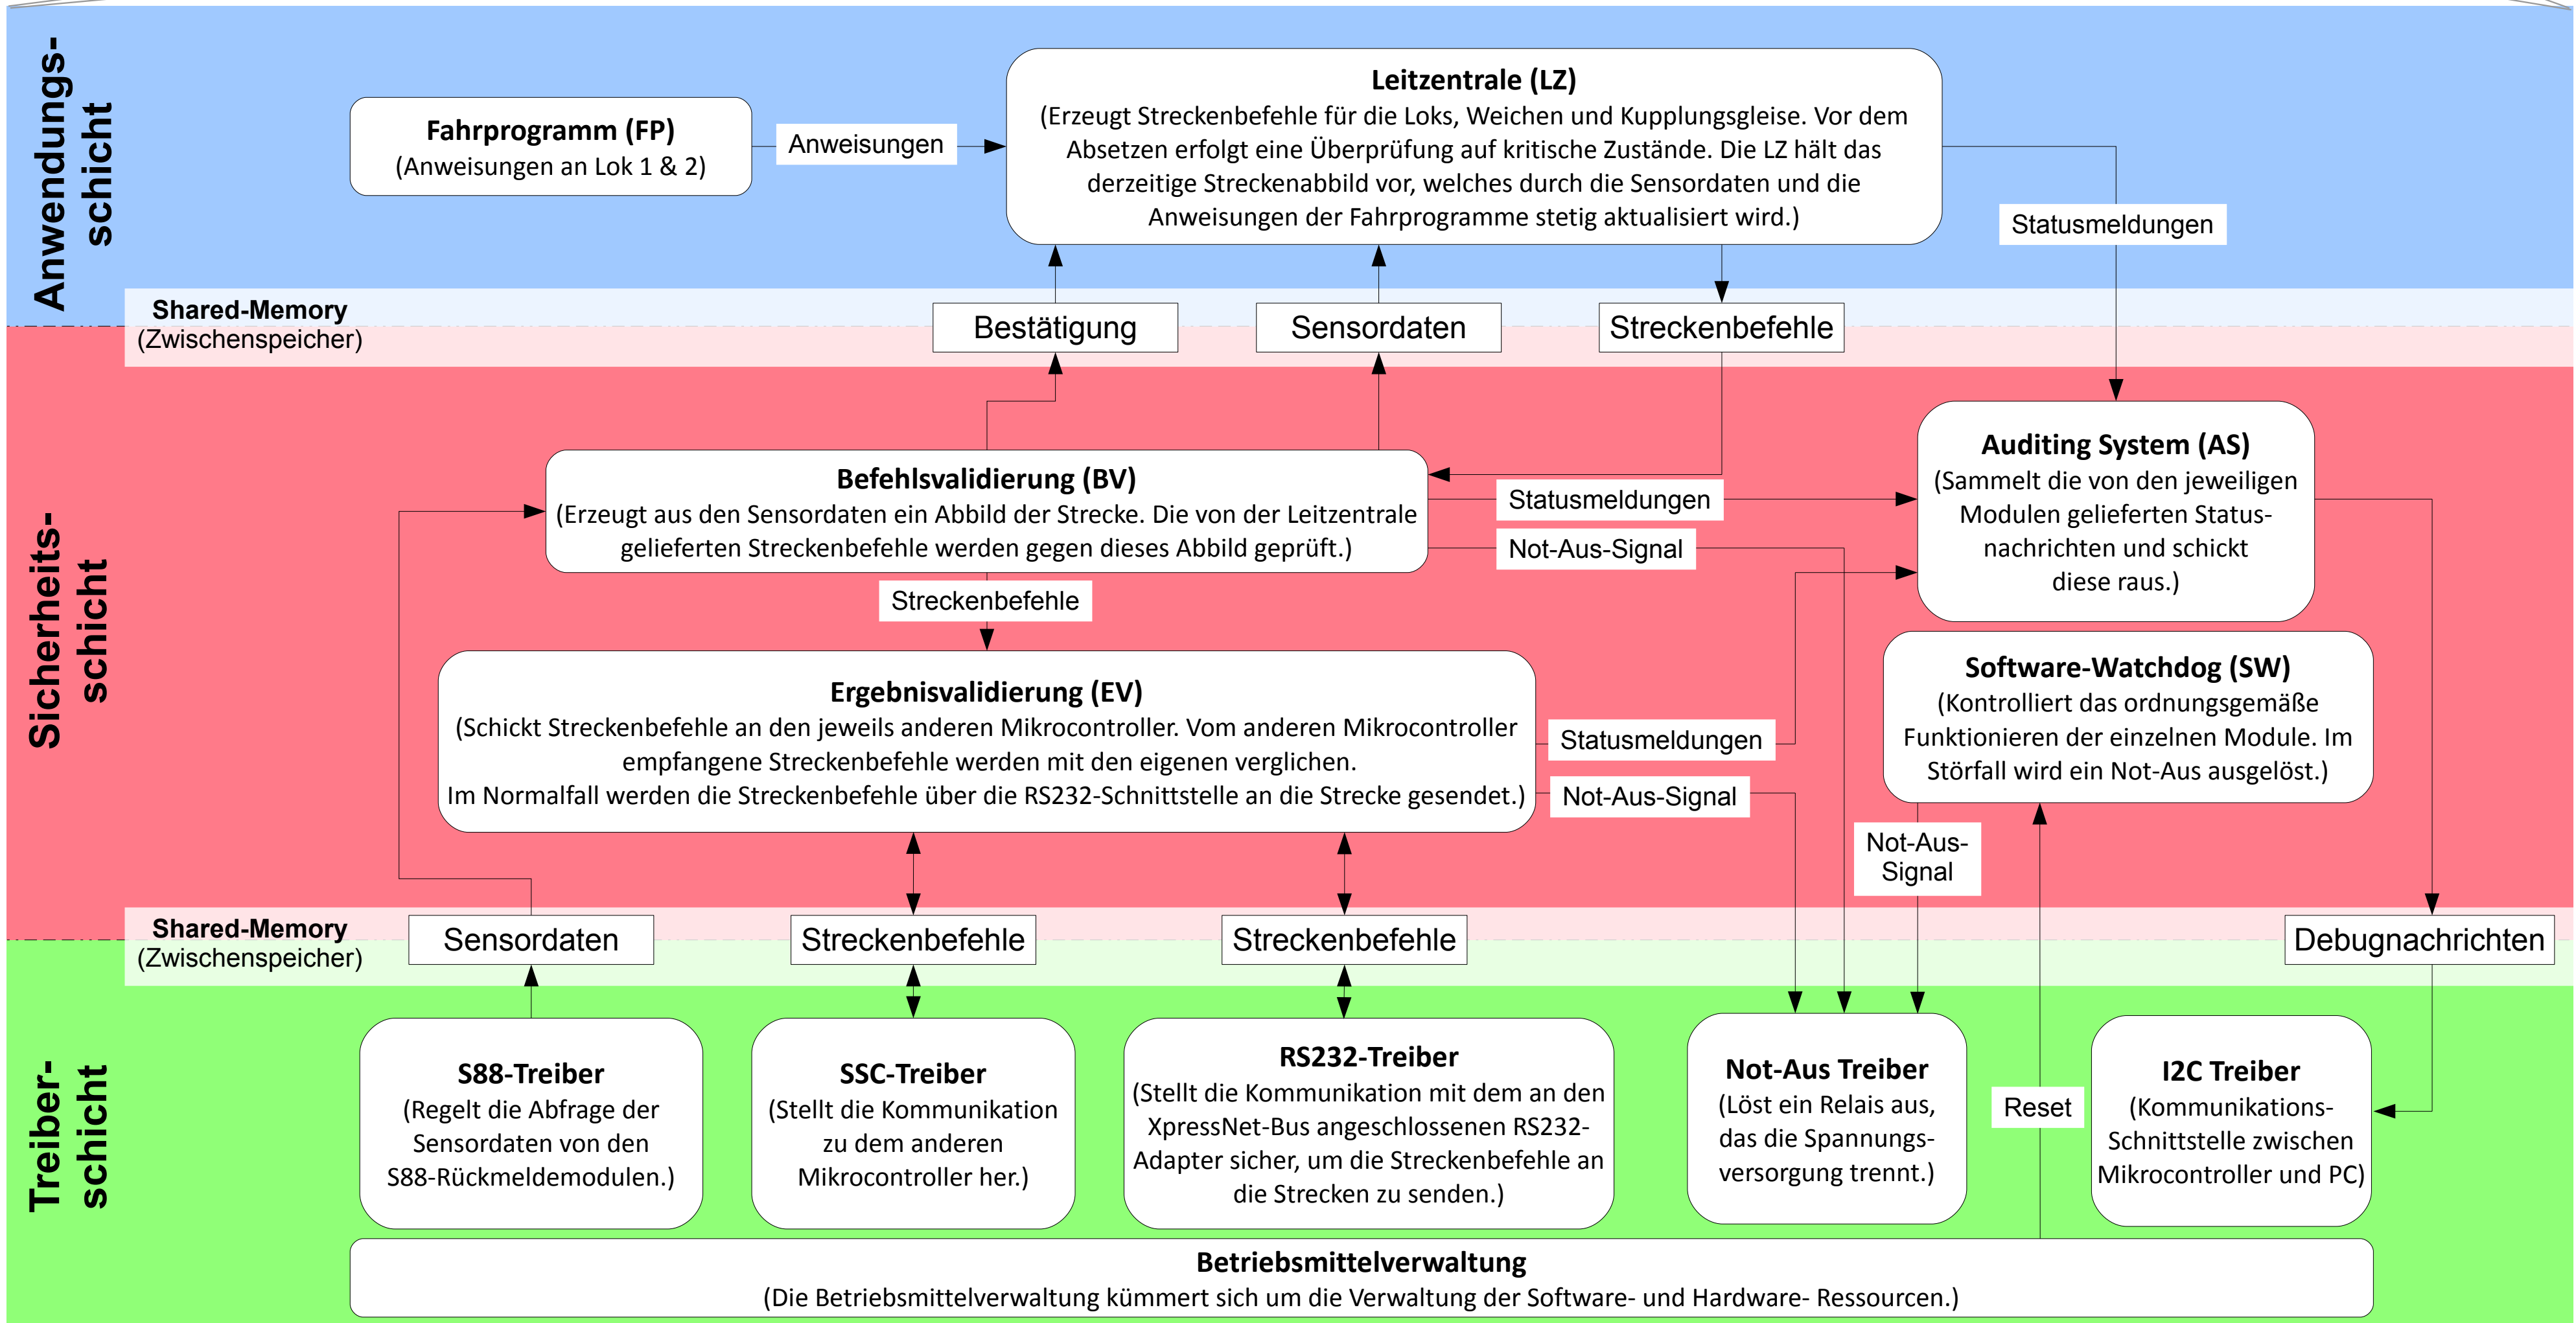 Anwendungs-
schicht
Fahrprogramm (FP)
(Anweisungen an Lok 1 & 2)
Anweisungen
Leitzentrale (LZ)
(Erzeugt Streckenbefehle für die Loks, Weichen und Kupplungsgleise. Vor dem
Absetzen erfolgt eine Überprüfung auf kritische Zustände. Die LZ hält das
derzeitige Streckenabbild vor, welches durch die Sensordaten und die
Anweisungen der Fahrprogramme stetig aktualisiert wird.)
Statusmeldungen
Shared-Memory
(Zwischenspeicher)
Bestätigung
Sensordaten
Streckenbefehle
Sicherheits-
schicht
Befehlsvalidierung (BV)
(Erzeugt aus den Sensordaten ein Abbild der Strecke. Die von der Leitzentrale
gelieferten Streckenbefehle werden gegen dieses Abbild geprüft.)
Statusmeldungen
Not-Aus-Signal
Auditing System (AS)
(Sammelt die von den jeweiligen
Modulen gelieferten Status-
nachrichten und schickt
diese raus.)
Streckenbefehle
Ergebnisvalidierung (EV)
(Schickt Streckenbefehle an den jeweils anderen Mikrocontroller. Vom anderen Mikrocontroller
empfangene Streckenbefehle werden mit den eigenen verglichen.
Im Normalfall werden die Streckenbefehle über die RS232-Schnittstelle an die Strecke gesendet.)
Statusmeldungen
Not-Aus-Signal
Software-Watchdog (SW)
(Kontrolliert das ordnungsgemäße
Funktionieren der einzelnen Module. Im
Störfall wird ein Not-Aus ausgelöst.)
Not-Aus-
Signal
Shared-Memory
(Zwischenspeicher)
Sensordaten
Streckenbefehle
Streckenbefehle
Debugnachrichten
Treiber-
schicht
S88-Treiber
(Regelt die Abfrage der
Sensordaten von den
S88-Rückmeldemodulen.)
SSC-Treiber
(Stellt die Kommunikation
zu dem anderen
Mikrocontroller her.)
RS232-Treiber
(Stellt die Kommunikation mit dem an den
XpressNet-Bus angeschlossenen RS232-
Adapter sicher, um die Streckenbefehle an
die Strecken zu senden.)
Not-Aus Treiber
(Löst ein Relais aus,
das die Spannungs-
versorgung trennt.)
Reset
I2C Treiber
(Kommunikations-
Schnittstelle zwischen
Mikrocontroller und PC)
Betriebsmittelverwaltung
(Die Betriebsmittelverwaltung kümmert sich um die Verwaltung der Software- und Hardware- Ressourcen.)